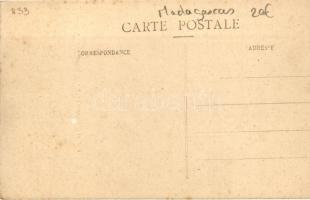 833 Madagascar 20€
CARTE POSTALE
CORRESPONDANCE ADRESSE